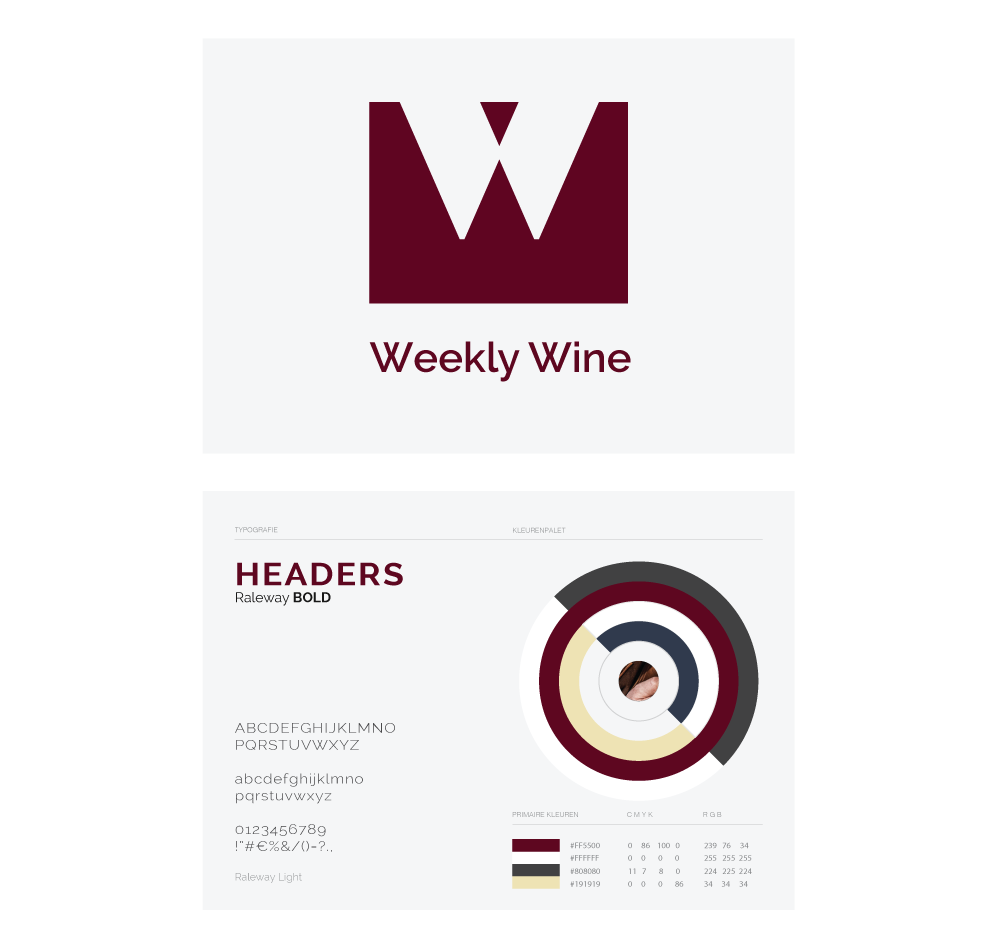 W
Weekly Wine
TYPOGRAFIE
KLEURENPALET
HEADERS
Raleway BOLD
ABCDEFGHIJKLMNO
PQRSTUVWXYZ
abcdefghijklmno
pqrstuvwxyz
0123456789
!"#€%&/()=?.,
Raleway Light
PRIMAIRE KLEUREN C M Y K R G B
#FF5500 0 86 100 0 239 76 34
#FFFFFF 0 0 0 0 255 255 255
#808080 11 7 8 0 224 225 224
#191919 0 0 0 86 34 34 34